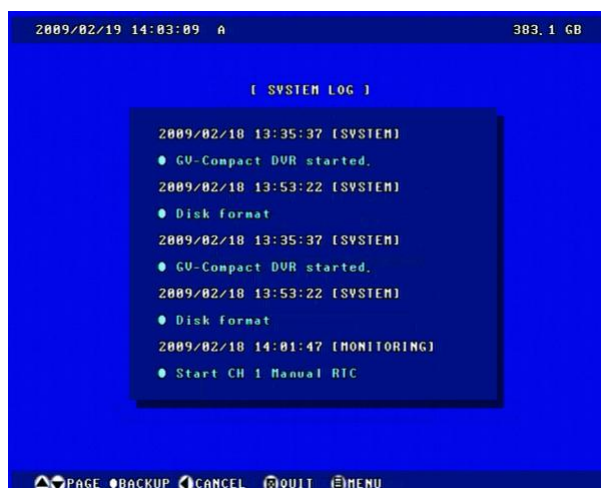 2009/02/19 14:03:09 A 383.1 GB
[ SYSTEM LOG ]
2009/02/18 13:35:37 [SYSTEM]
● GV-Compact DVR started.
2009/02/18 13:53:22 [SYSTEM]
● Disk format
2009/02/18 13:35:37 [SYSTEM]
● GV-Compact DVR started.
2009/02/18 13:53:22 [SYSTEM]
● Disk format
2009/02/18 14:01:47 [MONITORING]
● Start CH 1 Manual RTC
PAGE ●BACKUP CANCEL QUIT MENU